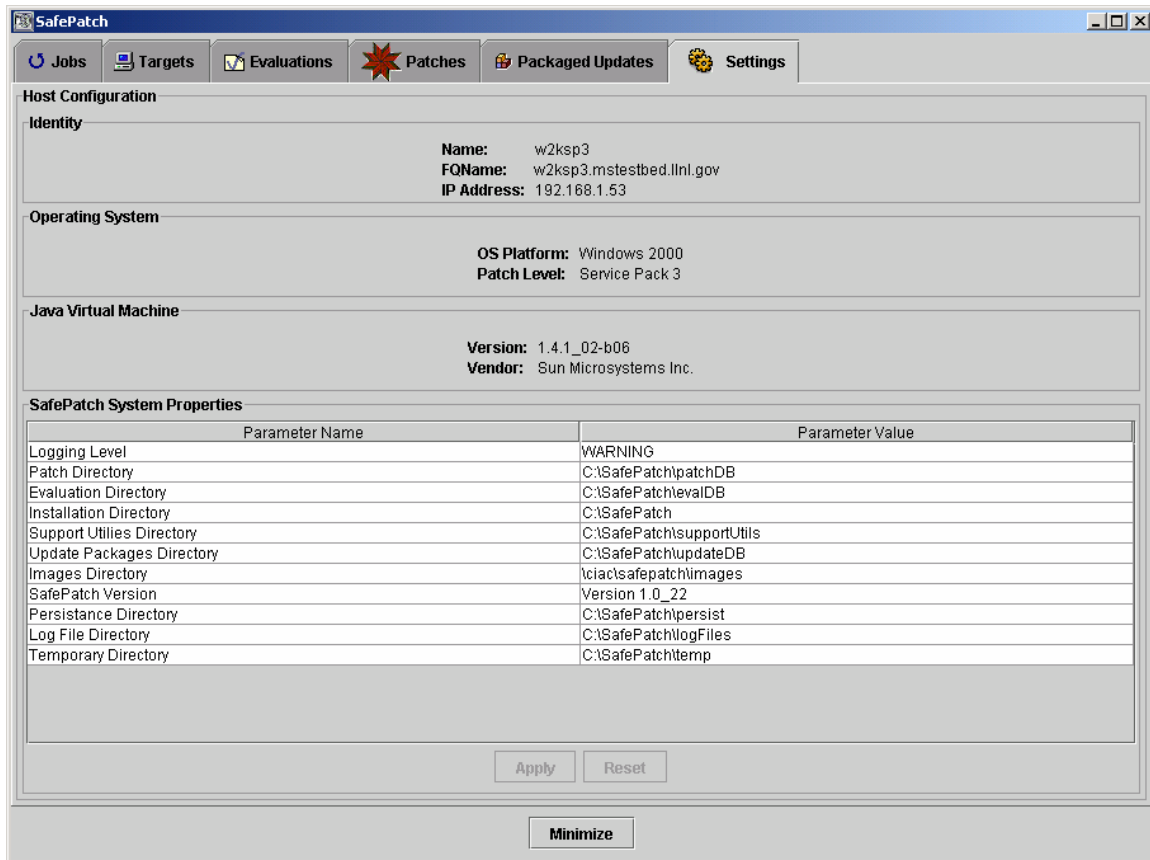 SafePatch
Jobs Targets Evaluations Patches Packaged Updates Settings
Host Configuration
Identity
Name: w2ksp3
FQName: w2ksp3.mstestbed.llnl.gov
IP Address: 192.168.1.53
Operating System
OS Platform: Windows 2000
Patch Level: Service Pack 3
Java Virtual Machine
Version: 1.4.1_02-b06
Vendor: Sun Microsystems Inc.
SafePatch System Properties
Parameter Name Parameter Value
Logging Level WARNING
Patch Directory C:\SafePatch\patchDB
Evaluation Directory C:\SafePatch\evalDB
Installation Directory C:\SafePatch
Support Utilies Directory C:\SafePatch\supportUtils
Update Packages Directory C:\SafePatch\updateDB
Images Directory \ciac\safepatch\images
SafePatch Version Version 1.0_22
Persistance Directory C:\SafePatch\persist
Log File Directory C:\SafePatch\logFiles
Temporary Directory C:\SafePatch\temp
Apply Reset
Minimize